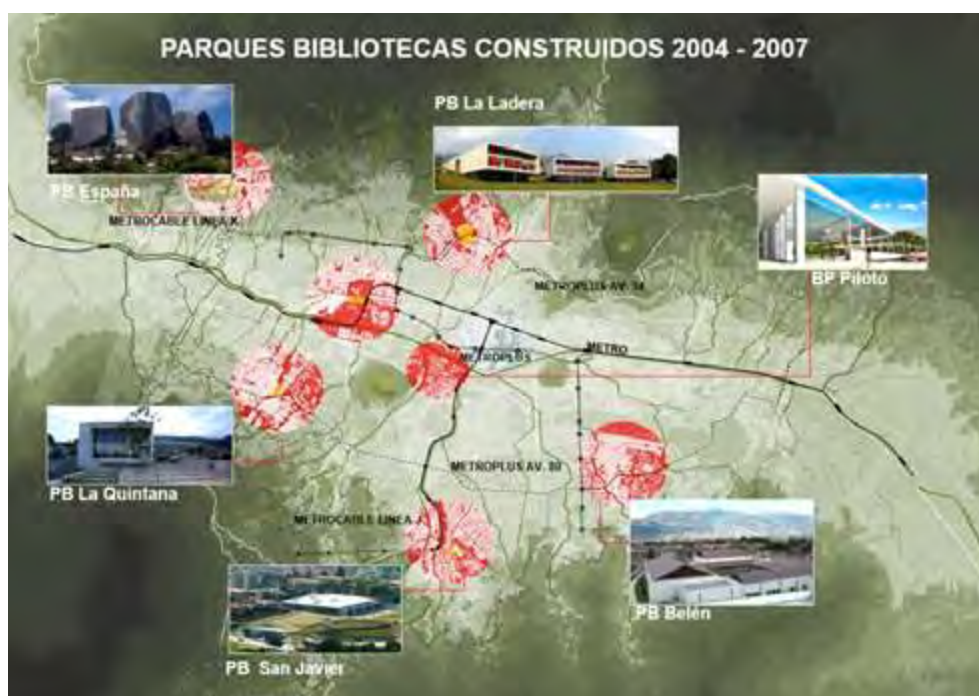 PARQUES BIBLIOTECAS CONSTRUIDOS 2004 - 2007
PB La Ladera
PB España
METROCABLE LINEA K
BP Piloto
METROPLUS AV. 34
METRO
METROPLUS
METROPLUS AV. 80
PB La Quintana
METROCABLE LINEA J
PB Belén
PB San Javier